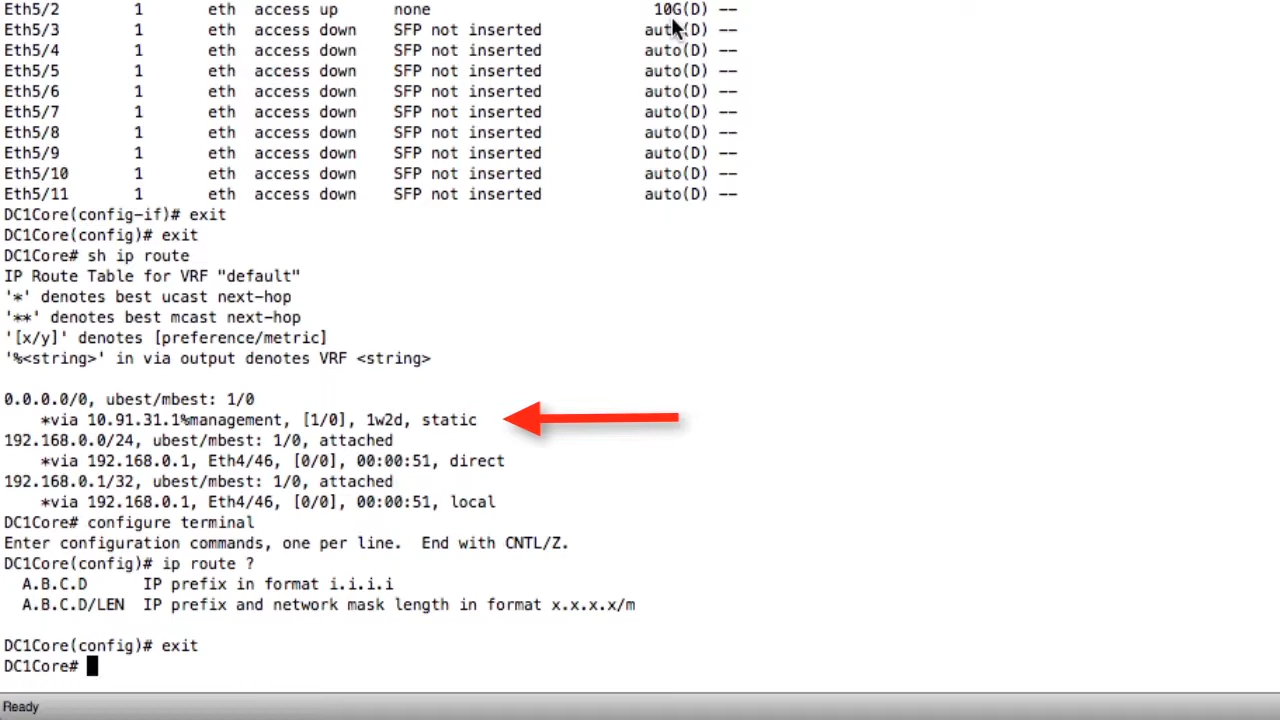 Eth5/2        1       eth  access up      none                        10G(D) --
Eth5/3        1       eth  access down    SFP not inserted           auto(D) --
Eth5/4        1       eth  access down    SFP not inserted           auto(D) --
Eth5/5        1       eth  access down    SFP not inserted           auto(D) --
Eth5/6        1       eth  access down    SFP not inserted           auto(D) --
Eth5/7        1       eth  access down    SFP not inserted           auto(D) --
Eth5/8        1       eth  access down    SFP not inserted           auto(D) --
Eth5/9        1       eth  access down    SFP not inserted           auto(D) --
Eth5/10       1       eth  access down    SFP not inserted           auto(D) --
Eth5/11       1       eth  access down    SFP not inserted           auto(D) --
DC1Core(config-if)# exit
DC1Core(config)# exit
DC1Core# sh ip route
IP Route Table for VRF "default"
'*' denotes best ucast next-hop
'**' denotes best mcast next-hop
'[x/y]' denotes [preference/metric]
'%<string>' in via output denotes VRF <string>
0.0.0.0/0, ubest/mbest: 1/0
    *via 10.91.31.1%management, [1/0], 1w2d, static
192.168.0.0/24, ubest/mbest: 1/0, attached
    *via 192.168.0.1, Eth4/46, [0/0], 00:00:51, direct
192.168.0.1/32, ubest/mbest: 1/0, attached
    *via 192.168.0.1, Eth4/46, [0/0], 00:00:51, local
DC1Core# configure terminal
Enter configuration commands, one per line.  End with CNTL/Z.
DC1Core(config)# ip route ?
  A.B.C.D      IP prefix in format i.i.i.i
  A.B.C.D/LEN  IP prefix and network mask length in format x.x.x.x/m
DC1Core(config)# exit
DC1Core#
Ready